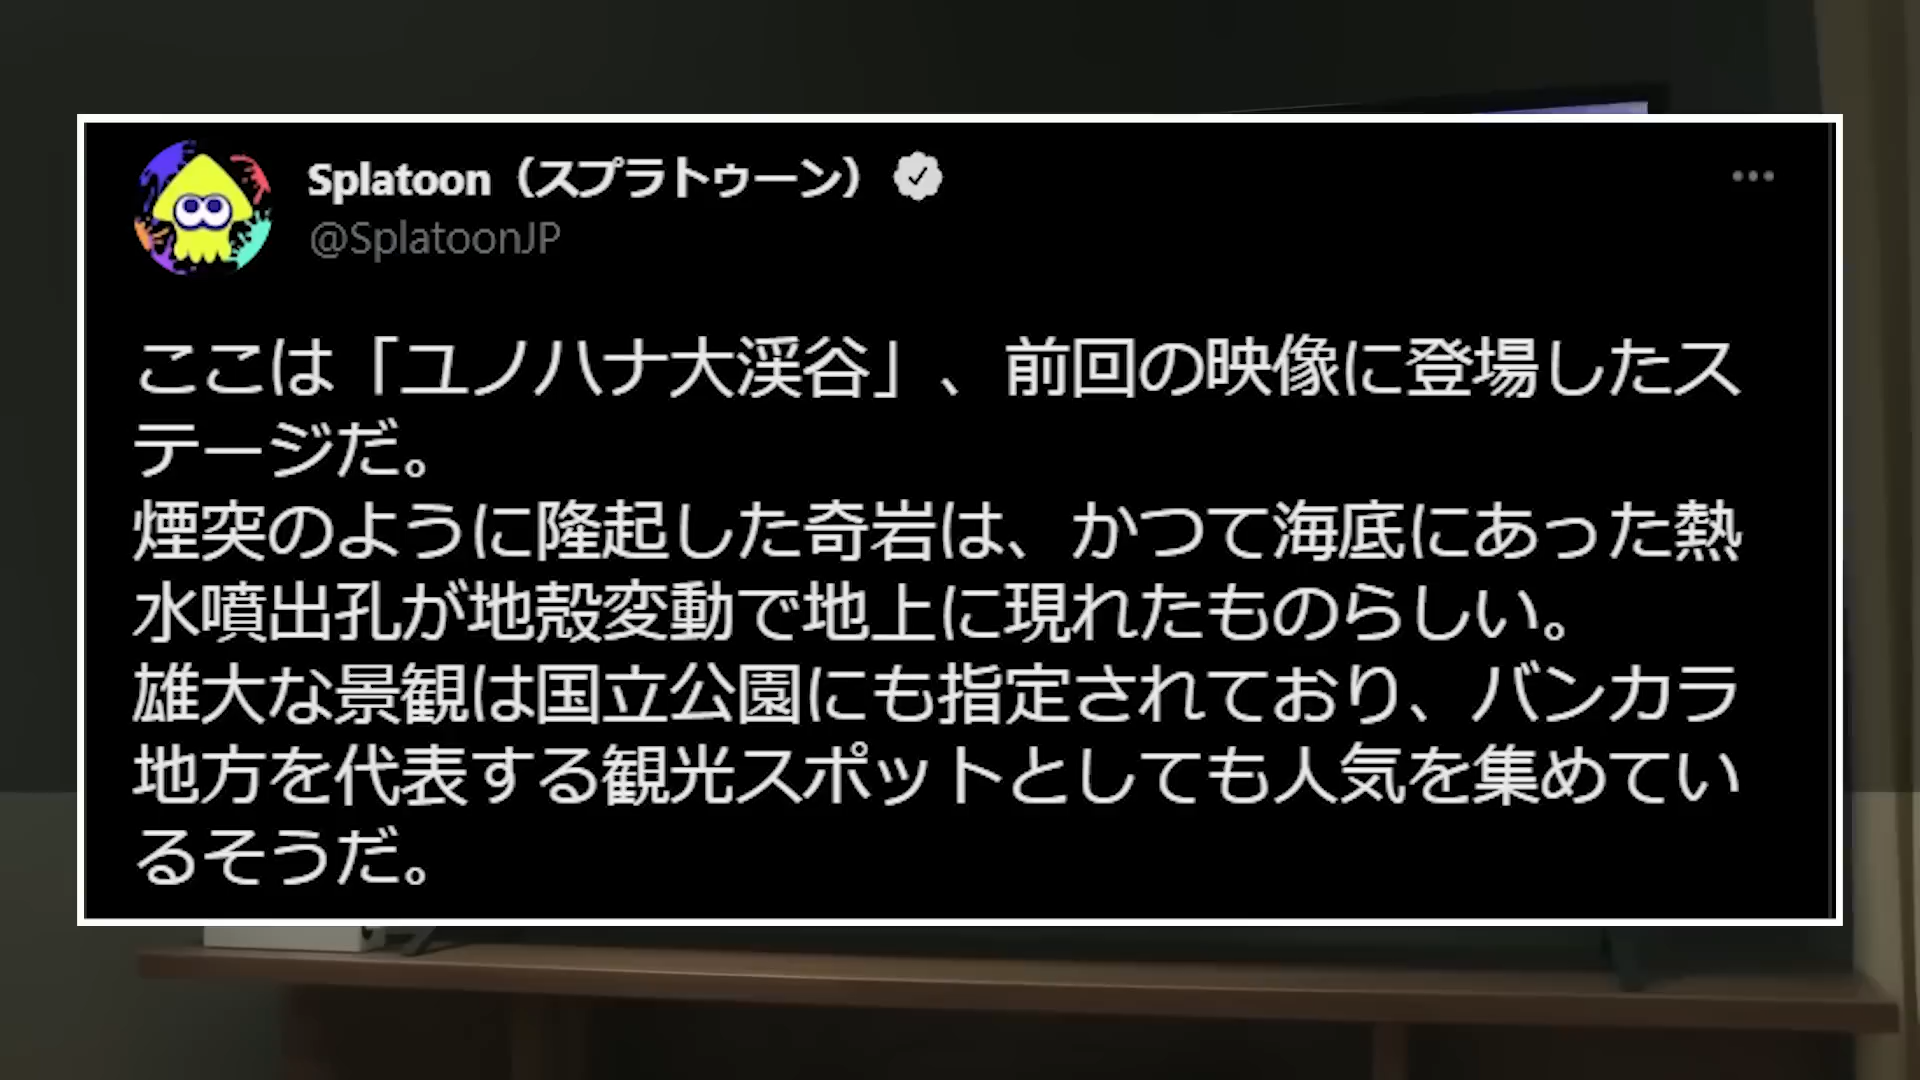 Splatoon（スプラトゥーン）
@SplatoonJP
ここは「ユノハナ大渓谷」、前回の映像に登場したス
テージだ。
煙突のように隆起した奇岩は、かつて海底にあった熱
水噴出孔が地殻変動で地上に現れたものらしい。
雄大な景観は国立公園にも指定されており、バンカラ
地方を代表する観光スポットとしても人気を集めてい
るそうだ。